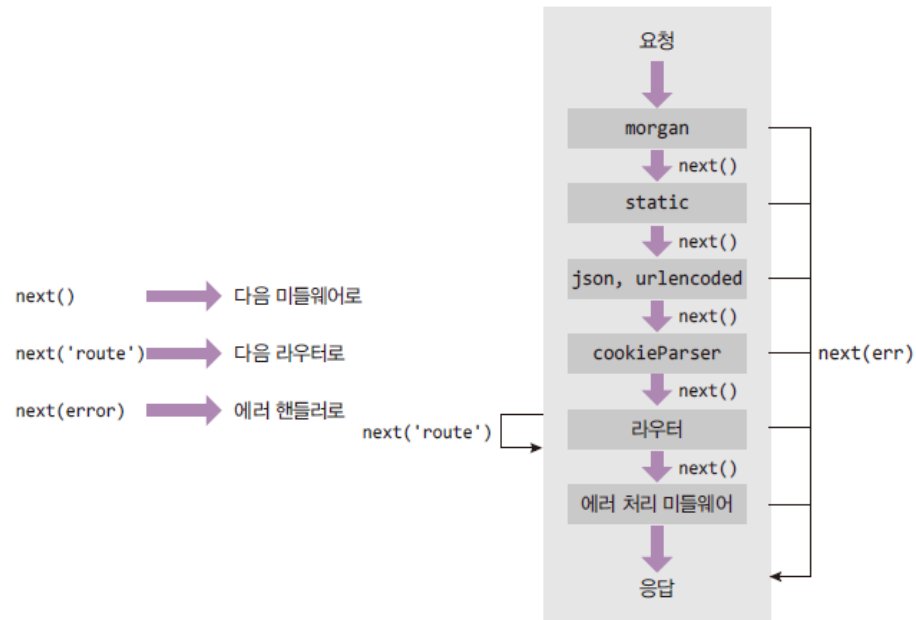 요청
morgan
next()
static
next()
json, urlencoded
next()
cookieParser
next()
라우터
next()
에러 처리 미들웨어
응답
next(err)
next('route')
next() 다음 미들웨어로
next('route') 다음 라우터로
next(error) 에러 핸들러로